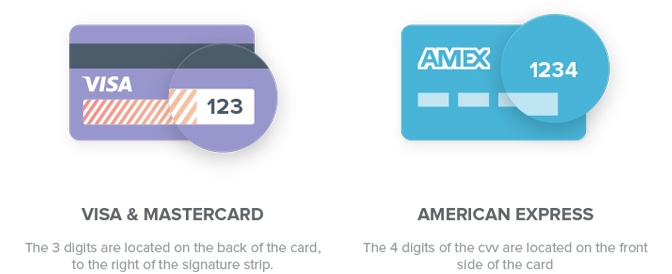 VISA
123
AMEX
1234
VISA & MASTERCARD
The 3 digits are located on the back of the card,
to the right of the signature strip.
AMERICAN EXPRESS
The 4 digits of the cvv are located on the front
side of the card